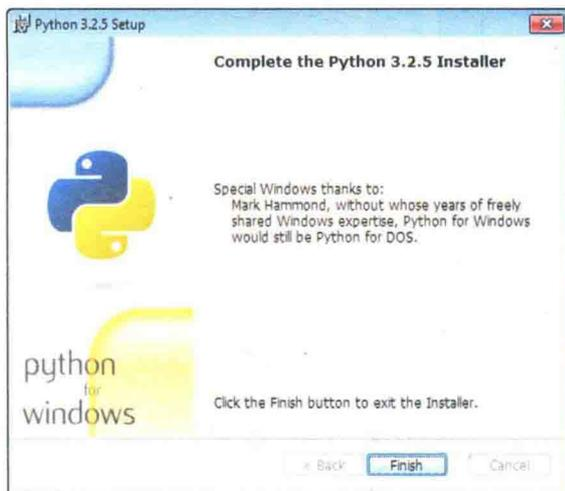 Python 3.2.5 Setup
Complete the Python 3.2.5 Installer
Special Windows thanks to:
Mark Hammond, without whose years of freely
shared Windows expertise, Python for Windows
would still be Python for DOS.
python
for
windows
Click the Finish button to exit the Installer.
< Back
Finish
Cancel